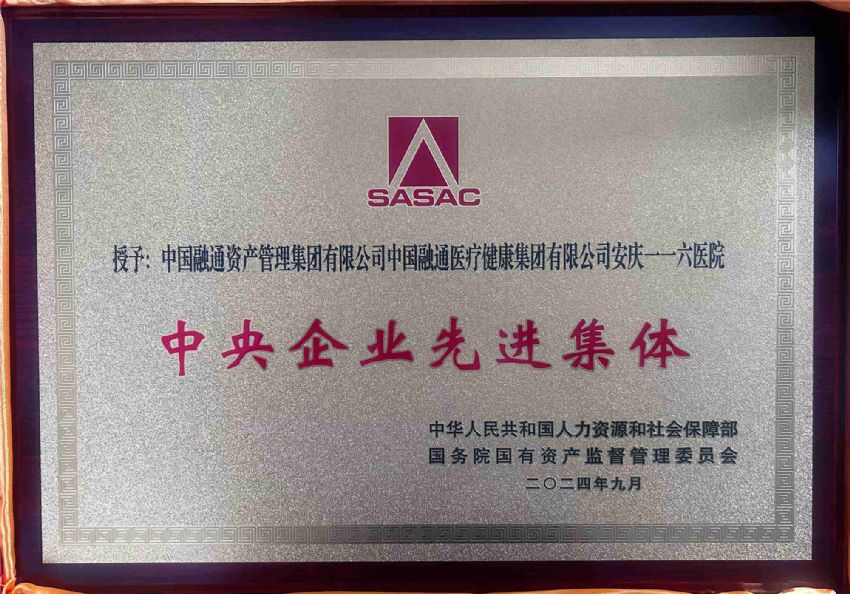 SASAC
授予：中国融通资产管理集团有限公司中国融通医疗健康集团有限公司安庆一一六医院
中央企业先进集体
中华人民共和国人力资源和社会保障部
国务院国有资产监督管理委员会
二〇二四年九月